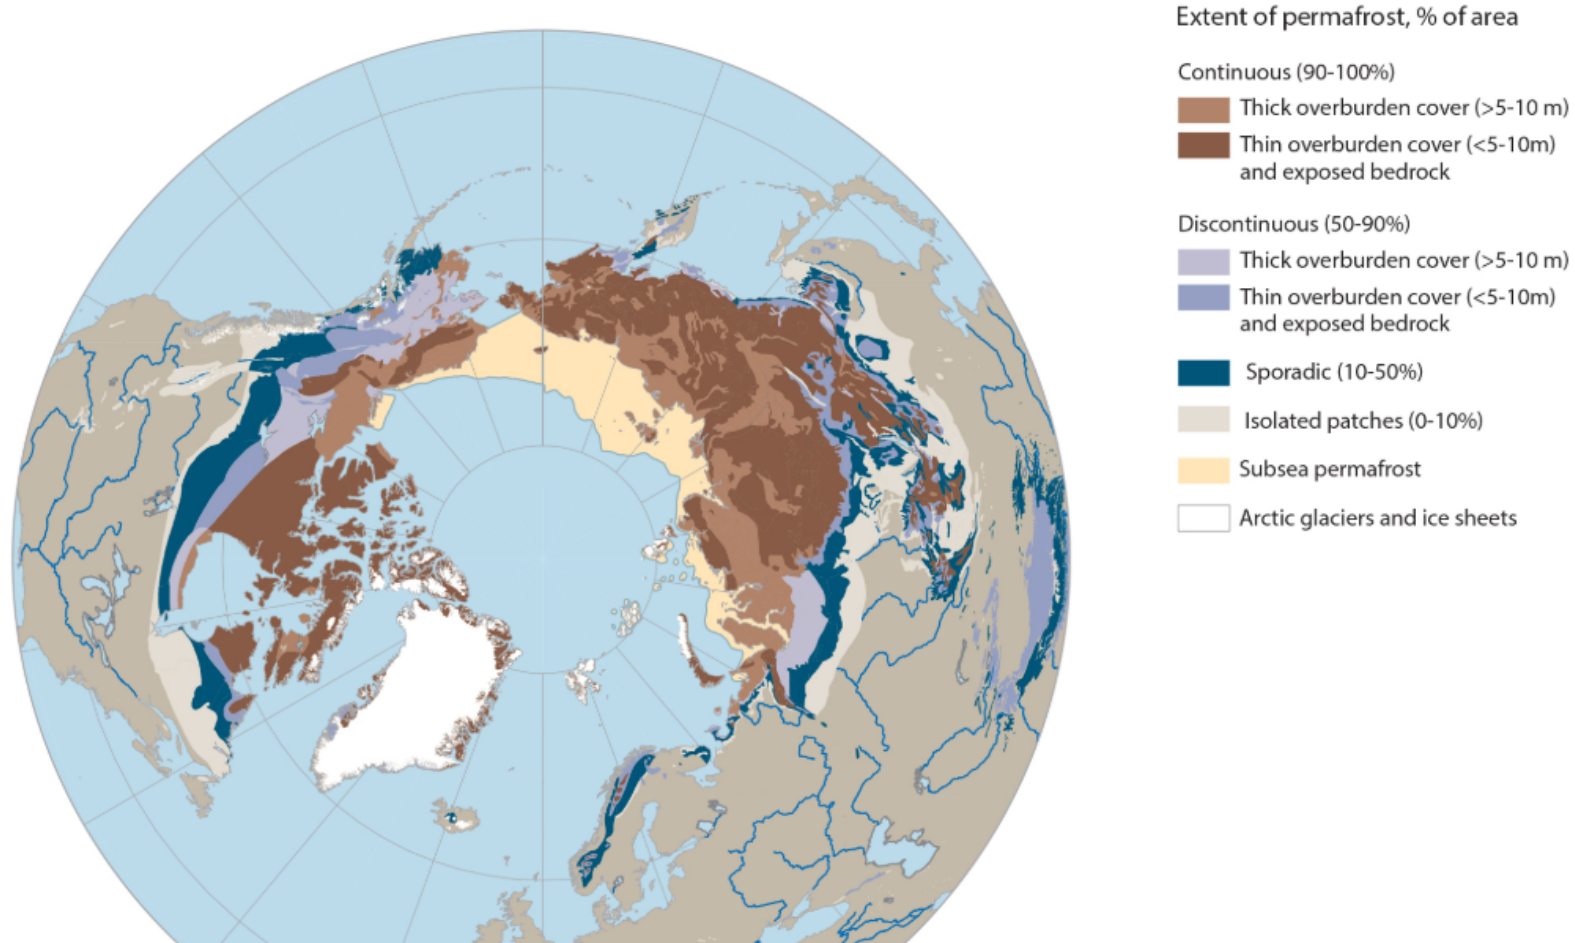 Extent of permafrost, % of area
Continuous (90-100%)
Thick overburden cover (>5-10 m)
Thin overburden cover (<5-10m)
and exposed bedrock
Discontinuous (50-90%)
Thick overburden cover (>5-10 m)
Thin overburden cover (<5-10m)
and exposed bedrock
Sporadic (10-50%)
Isolated patches (0-10%)
Subsea permafrost
Arctic glaciers and ice sheets